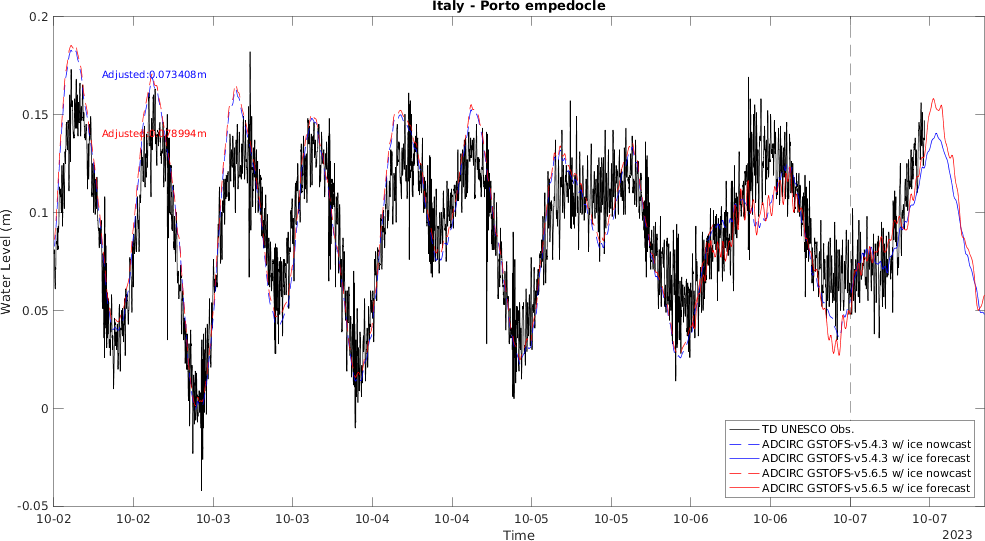 Italy - Porto empedocle
0.2
0.15
0.1
0.05
0
-0.05
Water Level (m)
Adjusted:0.073408m
Adjusted:0.078994m
TD UNESCO Obs.
ADCIRC GSTOFS-v5.4.3 w/ ice nowcast
ADCIRC GSTOFS-v5.4.3 w/ ice forecast
ADCIRC GSTOFS-v5.6.5 w/ ice nowcast
ADCIRC GSTOFS-v5.6.5 w/ ice forecast
10-02 10-02 10-03 10-03 10-04 10-04 10-05 10-05 10-06 10-06 10-07 10-07
Time
2023